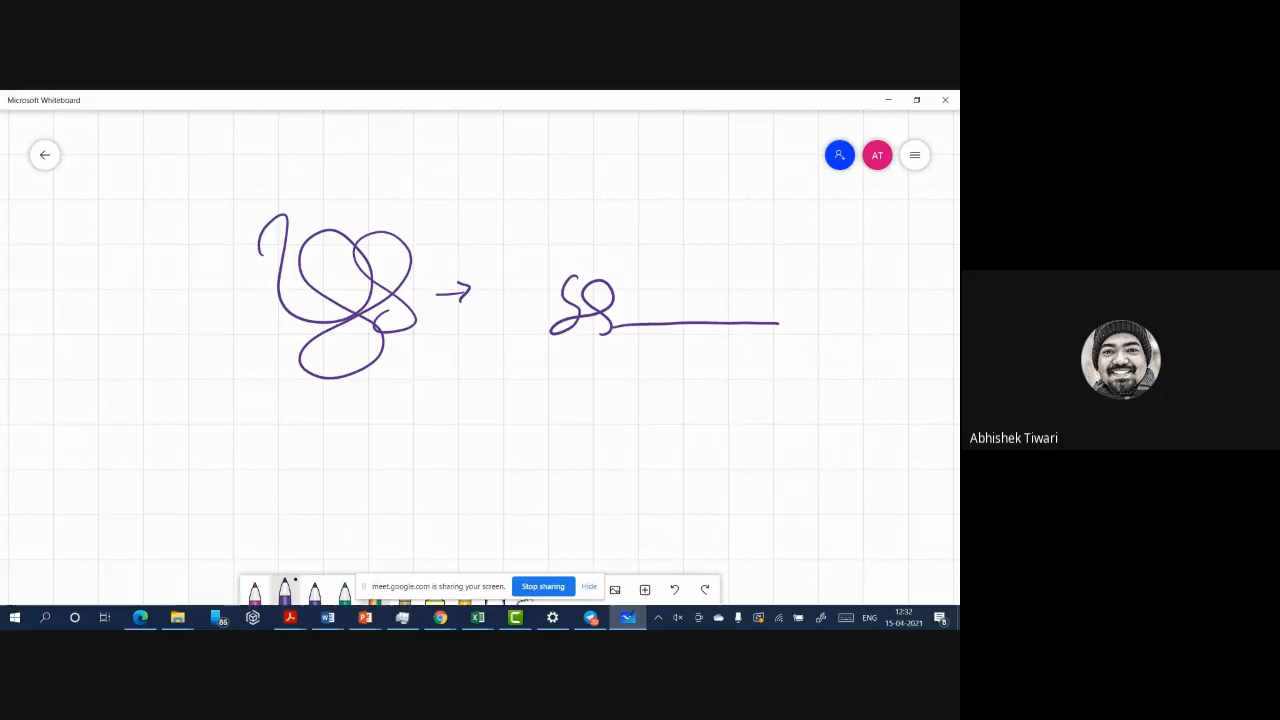 Microsoft Whiteboard
AT
→
Abhishek Tiwari
meet.google.com is sharing your screen.
Stop sharing
Hide
86
ENG
12:32
15-04-2021